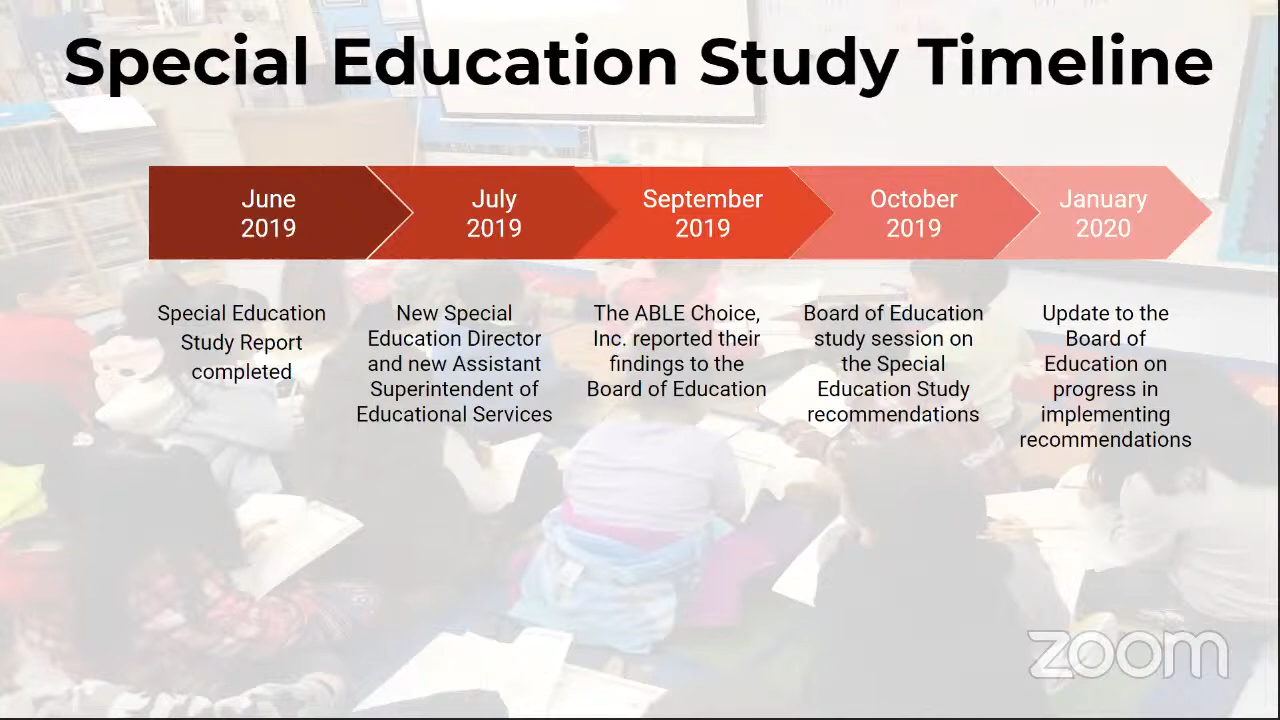 Special Education Study Timeline
June
2019
July
2019
September
2019
October
2019
January
2020
Special Education
Study Report
completed
New Special
Education Director
and new Assistant
Superintendent of
Educational Services
The ABLE Choice,
Inc. reported their
findings to the
Board of Education
Board of Education
study session on
the Special
Education Study
recommendations
Update to the
Board of
Education on
progress in
implementing
recommendations
zoom